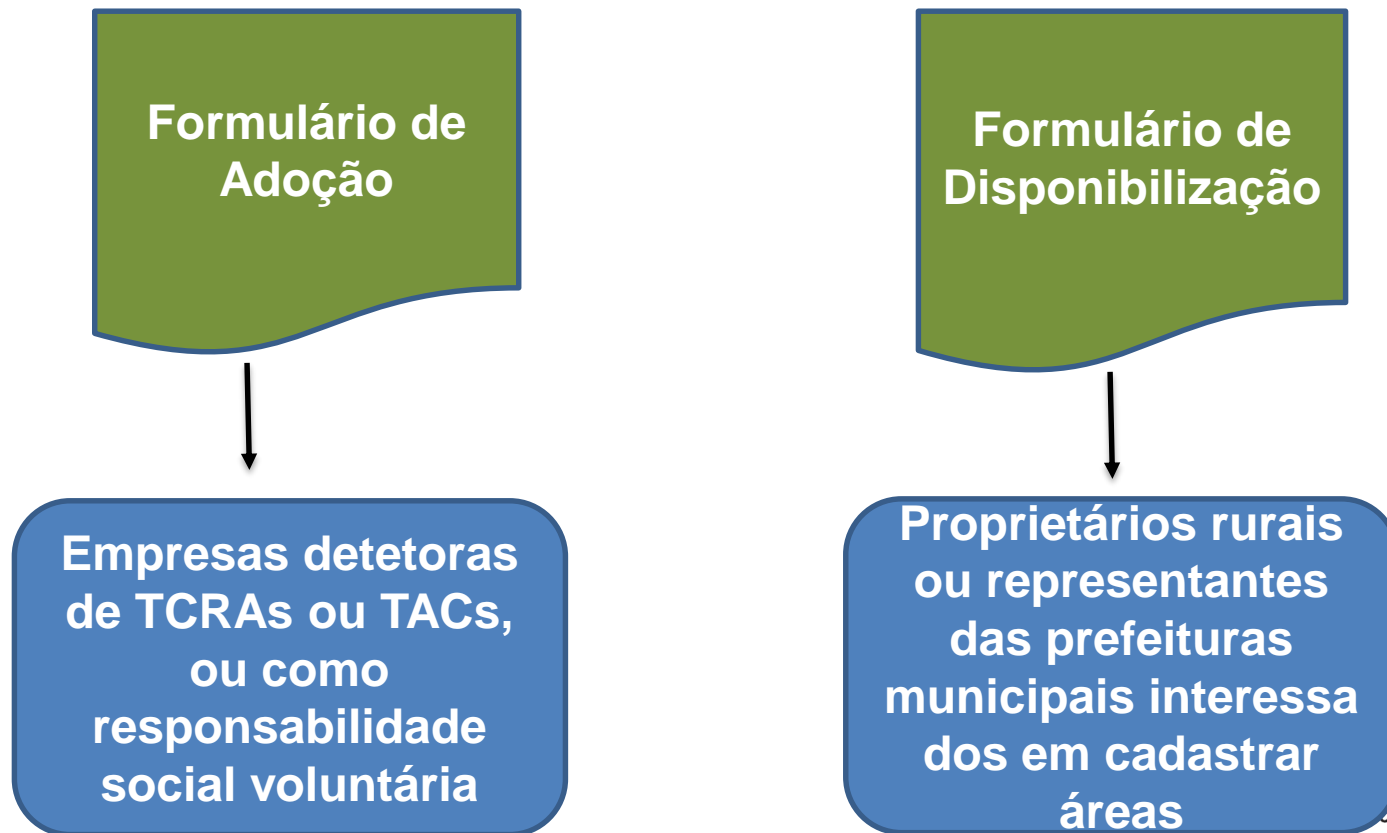 Formulário de
Adoção
Formulário de
Disponibilização
Empresas detetoras
de TCRAs ou TACs,
ou como
responsabilidade
social voluntária
Proprietários rurais
ou representantes
das prefeituras
municipais interessa
dos em cadastrar
áreas